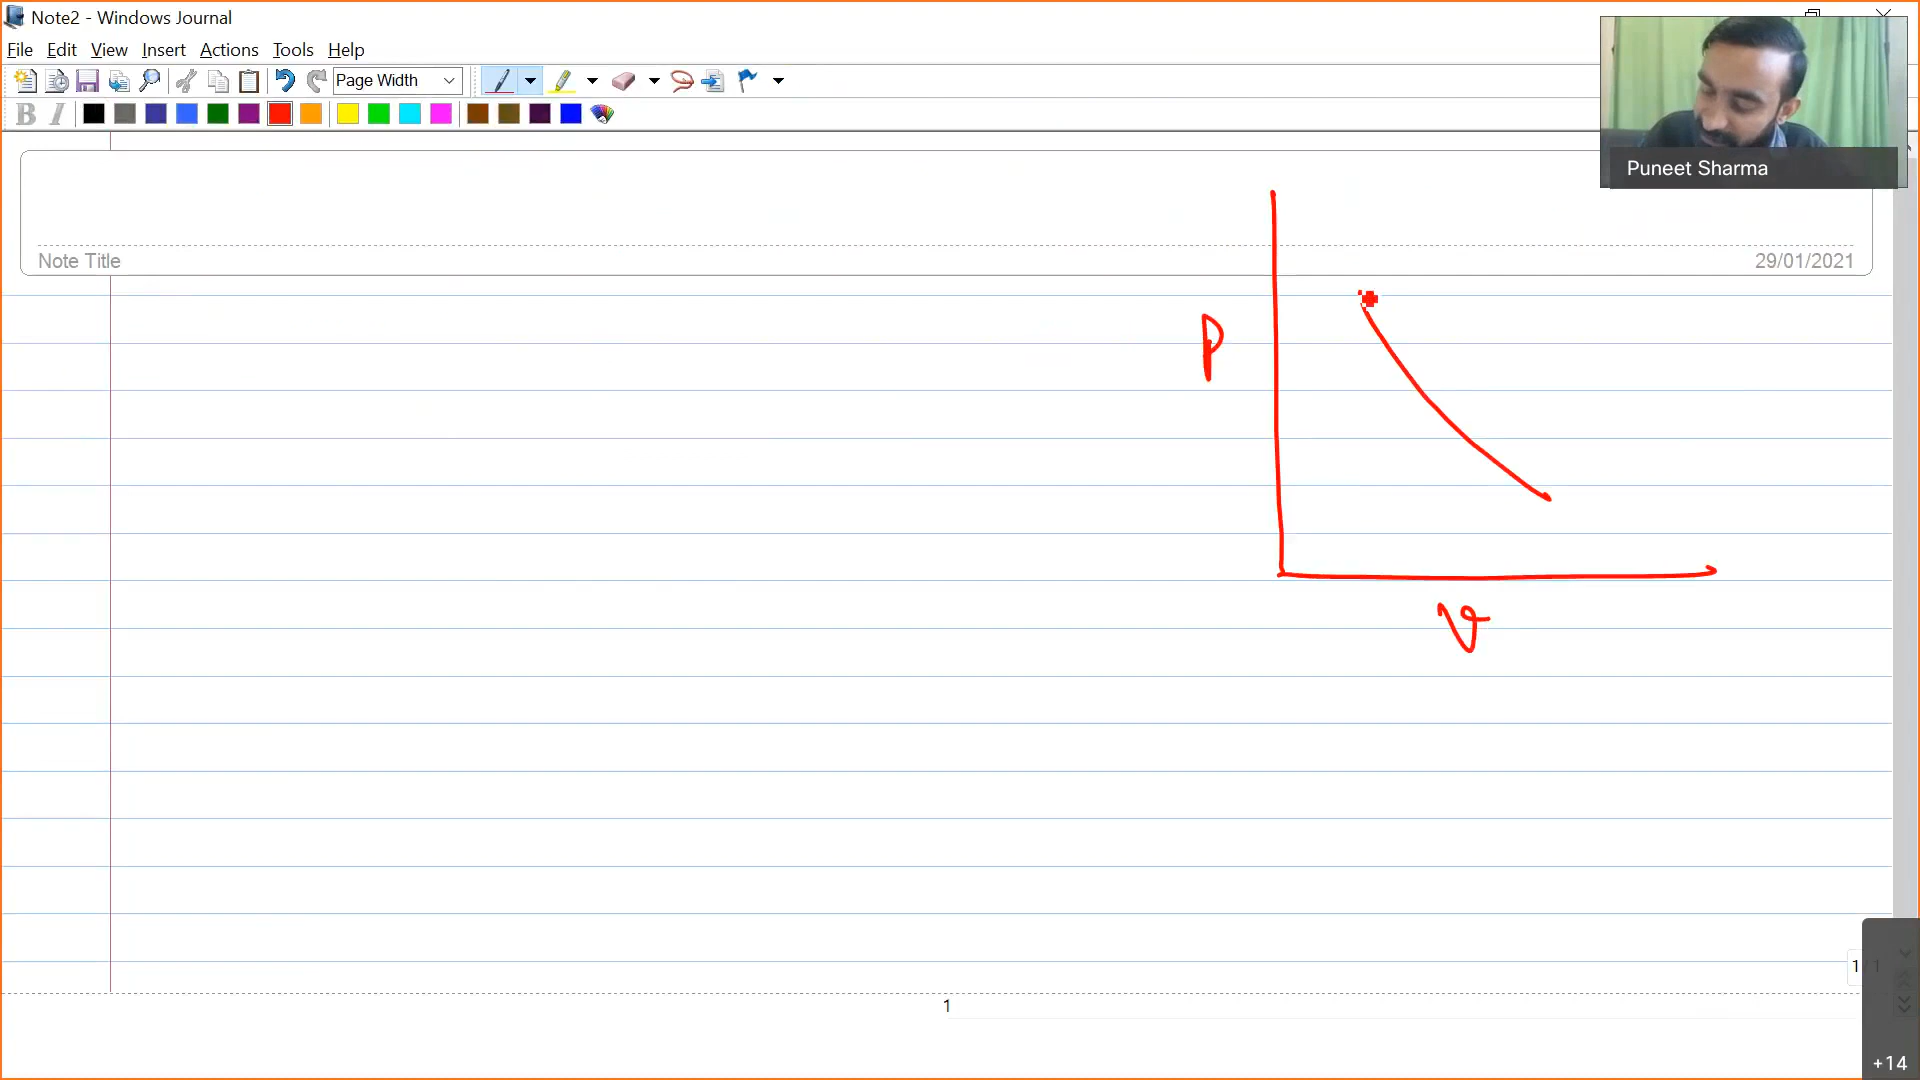 Note2 - Windows Journal
File Edit View Insert Actions Tools Help
Page Width
B I
Puneet Sharma
Note Title
29/01/2021
P
V
1 / 1
1
+14